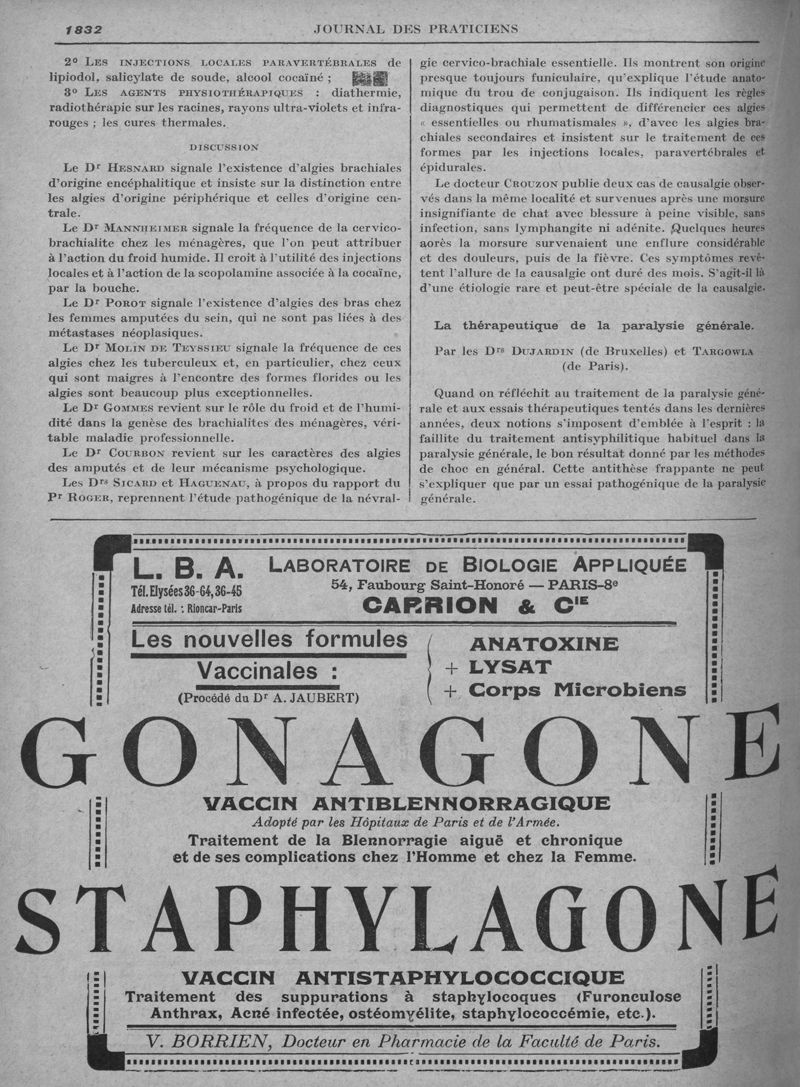 1832
JOURNAL DES PRATICIENS
2° LES INJECTIONS LOCALES PARAVERTÉBRALES de
lipiodol, salicylate de soude, alcool cocaïné ;
3° LES AGENTS PHYSIOTHÉRAPIQUES : diathermie,
radiothérapie sur les racines, rayons ultra-violets et infra-
rouges ; les cures thermales.
DISCUSSION
Le Dr HESNARD signale l'existence d'algies brachiales
d'origine encéphalitique et insiste sur la distinction entre
les algies d'origine périphérique et celles d'origine cen-
trale.
Le Dr MANNHEIMER signale la fréquence de la cervico-
brachialite chez les ménagères, que l'on peut attribuer
à l'action du froid humide. Il croit à l'utilité des injections
locales et à l'action de la scopolamine associée à la cocaïne,
par la bouche.
Le Dr POROT signale l'existence d'algies des bras chez
les femmes amputées du sein, qui ne sont pas liées à des
métastases néoplasiques.
Le Dr MOLIN DE TEYSSIEU signale la fréquence de ces
algies chez les tuberculeux et, en particulier, chez ceux
qui sont maigres à l'encontre des formes florides ou les
algies sont beaucoup plus exceptionnelles.
Le Dr GOMMES revient sur le rôle du froid et de l'humi-
dité dans la genèse des brachialites des ménagères, véri-
table maladie professionnelle.
Le Dr COURBON revient sur les caractères des algies
des amputés et de leur mécanisme psychologique.
Les Drs SICARD et HAGUENAU, à propos du rapport du
Pr ROGER, reprennent l'étude pathogénique de la névral-
gie cervico-brachiale essentielle. Ils montrent son origine
presque toujours funiculaire, qu'explique l'étude anato-
mique du trou de conjugaison. Ils indiquent les règles
diagnostiques qui permettent de différencier ces algies
« essentielles ou rhumatismales », d'avec les algies bra-
chiales secondaires et insistent sur le traitement de ces
formes par les injections locales, paravertébrales et
épidurales.
Le docteur CROUZON publie deux cas de causalgie obser-
vés dans la même localité et survenues après une morsure
insignifiante de chat avec blessure à peine visible, sans
infection, sans lymphangite ni adénite. Quelques heures
aorès la morsure survenaient une enflure considérable
et des douleurs, puis de la fièvre. Ces symptômes revê-
tent l'allure de la causalgie ont duré des mois. S'agit-il là
d'une étiologie rare et peut-être spéciale de la causalgie.
La thérapeutique de la paralysie générale.
Par les Drs DUJARDIN (de Bruxelles) et TARGOWLA
(de Paris).
Quand on réfléchit au traitement de la paralysie géné-
rale et aux essais thérapeutiques tentés dans les dernières
années, deux notions s'imposent d'emblée à l'esprit : la
faillite du traitement antisyphilitique habituel dans la
paralysie générale, le bon résultat donné par les méthodes
de choc en général. Cette antithèse frappante ne peut
s'expliquer que par un essai pathogénique de la paralysie
générale.
L. B. A.
Tél. Elysées 36-64, 36-45
Adresse tél. : Rioncar-Paris
LABORATOIRE DE BIOLOGIE APPLIQUÉE
54, Faubourg Saint-Honoré — PARIS-8e
CARRION & CIE
Les nouvelles formules
Vaccinales :
(Procédé du Dr A. JAUBERT)
ANATOXINE
+ LYSAT
+ Corps Microbiens
GONAGONE
VACCIN ANTIBLENNORRAGIQUE
Adopté par les Hôpitaux de Paris et de l'Armée.
Traitement de la Blennorragie aiguë et chronique
et de ses complications chez l'Homme et chez la Femme.
STAPHYLAGONE
VACCIN ANTISTAPHYLOCOCCIQUE
Traitement des suppurations à staphylocoques (Furonculose
Anthrax, Acné infectée, ostéomyélite, staphylococcémie, etc.).
V. BORRIEN, Docteur en Pharmacie de la Faculté de Paris.